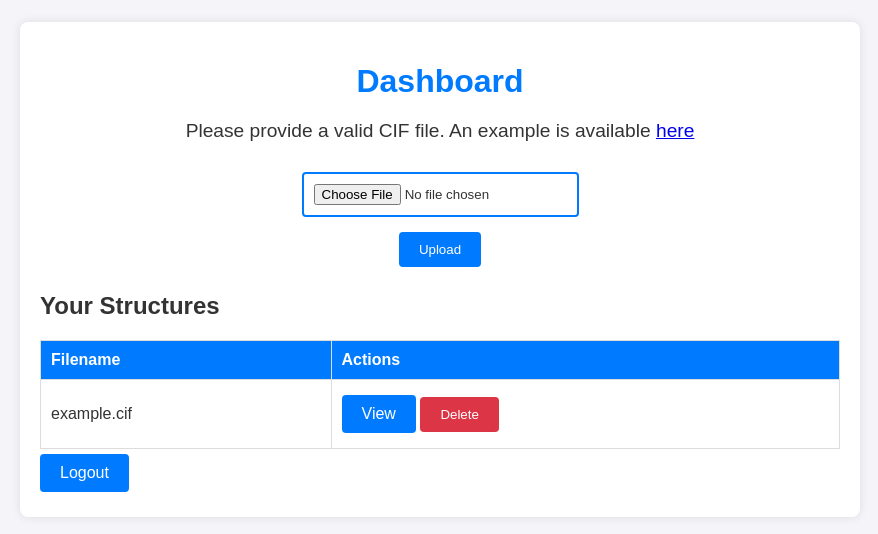 Dashboard
Please provide a valid CIF file. An example is available here
Choose File No file chosen
Upload
Your Structures
Filename Actions
example.cif View Delete
Logout